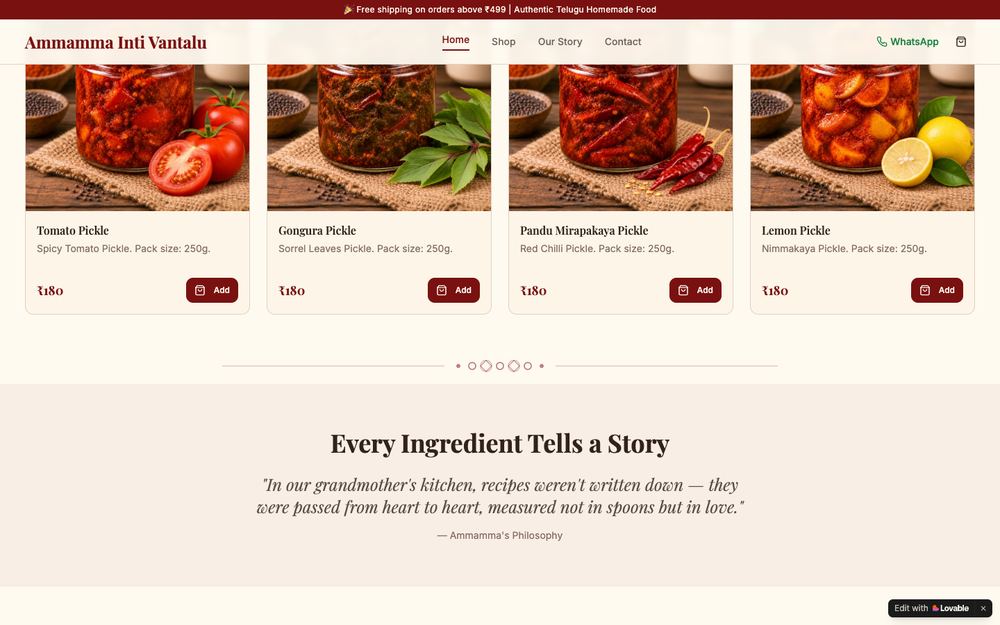 🎉 Free shipping on orders above ₹499 | Authentic Telugu Homemade Food
Ammamma Inti Vantalu
Home
Shop
Our Story
Contact
WhatsApp
Tomato Pickle
Spicy Tomato Pickle. Pack size: 250g.
₹180
Add
Gongura Pickle
Sorrel Leaves Pickle. Pack size: 250g.
₹180
Add
Pandu Mirapakaya Pickle
Red Chilli Pickle. Pack size: 250g.
₹180
Add
Lemon Pickle
Nimmakaya Pickle. Pack size: 250g.
₹180
Add
Every Ingredient Tells a Story
"In our grandmother's kitchen, recipes weren't written down — they
were passed from heart to heart, measured not in spoons but in love."
— Ammamma's Philosophy
Edit with Lovable ×